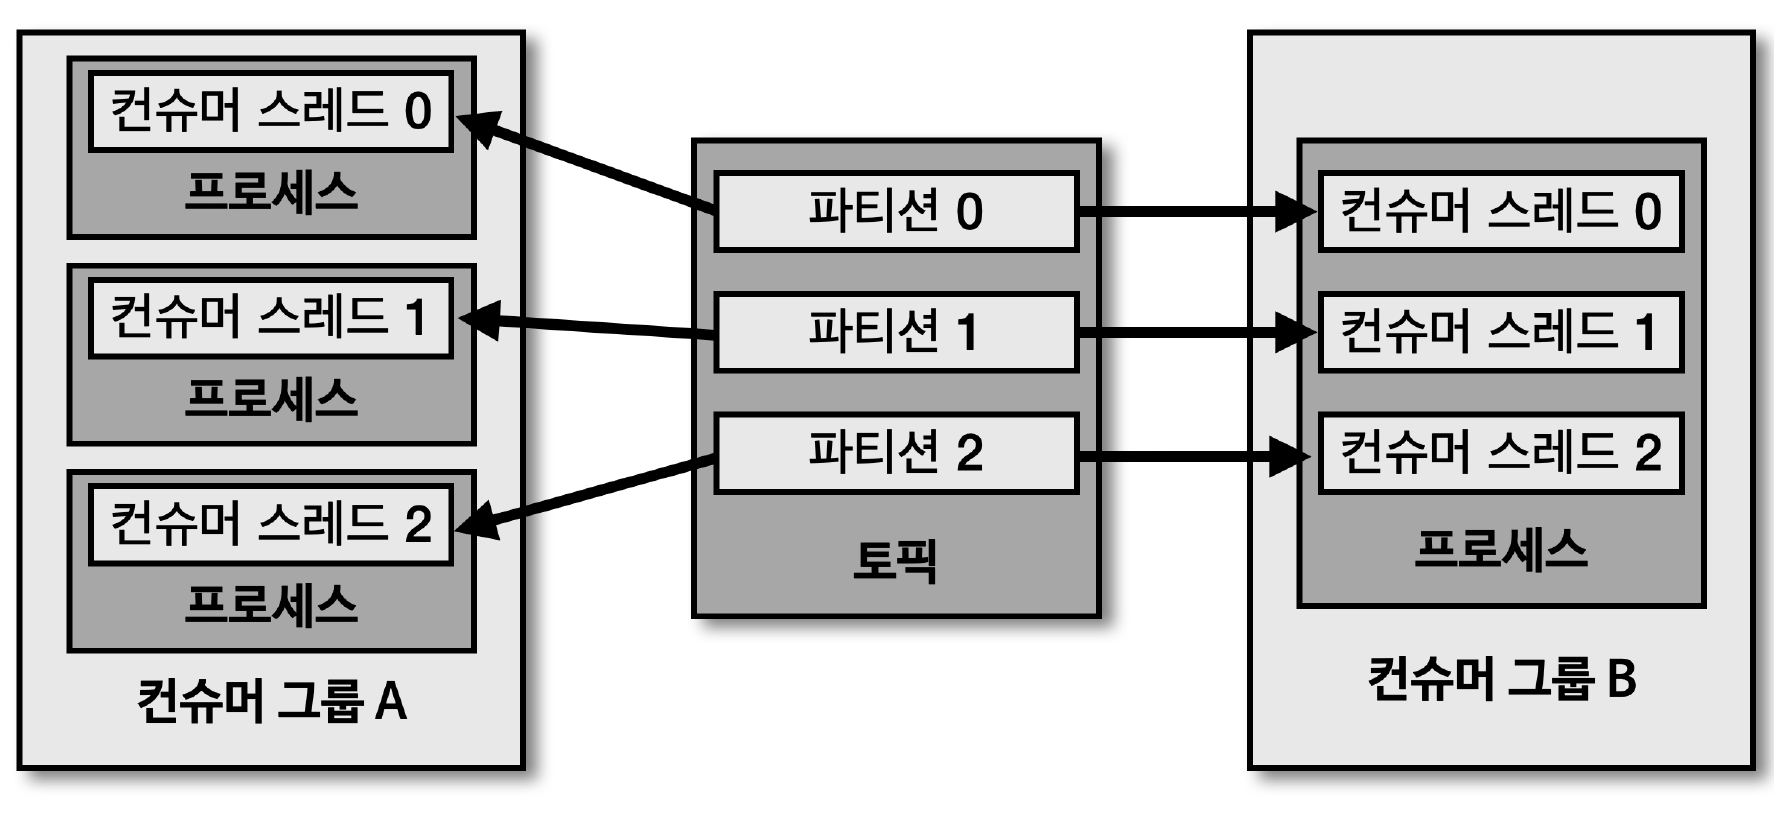 컨슈머 스레드 0
프로세스
컨슈머 스레드 1
프로세스
컨슈머 스레드 2
프로세스
컨슈머 그룹 A
파티션 0
파티션 1
파티션 2
토픽
컨슈머 스레드 0
컨슈머 스레드 1
컨슈머 스레드 2
프로세스
컨슈머 그룹 B